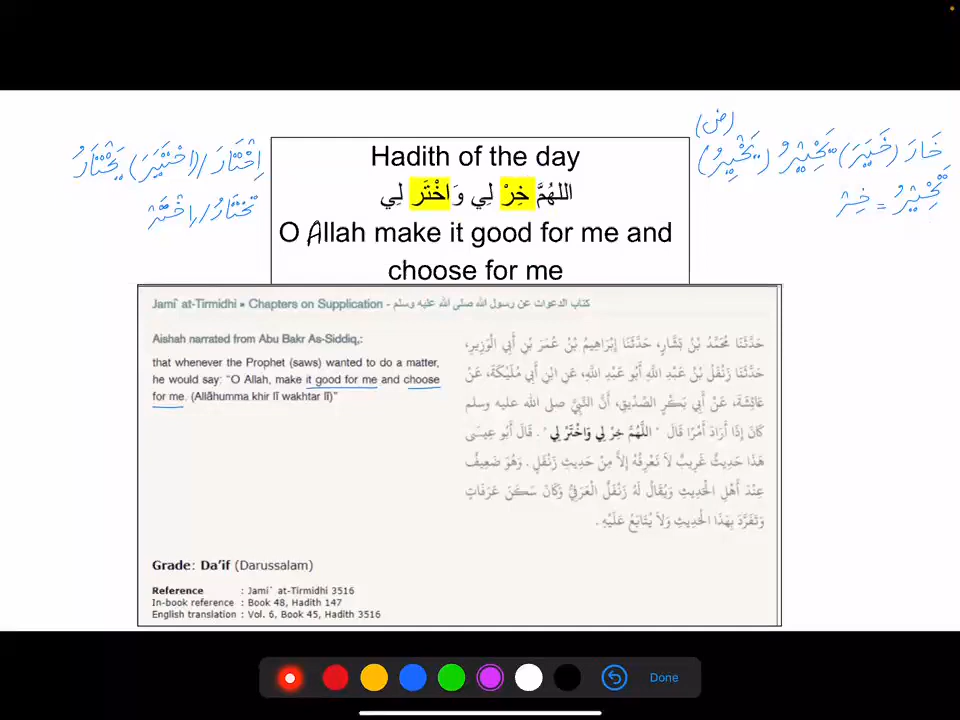 (ض)
خَارَ (خَيَرَ) يَخِيْرُ (يَخْيِرُ)
تَخِيْرُ = خِرْ
اِخْتَارَ / (اخْتَيَرَ) يَخْتَارُ
تَخْتَارُ / اِخْتَرْ
Hadith of the day
اللهُمَّ خِرْ لِي وَاخْتَر لِي
O Allah make it good for me and
choose for me
Jami` at-Tirmidhi » Chapters on Supplication - كتاب الدعوات عن رسول الله صلى الله عليه وسلم
Aishah narrated from Abu Bakr As-Siddiq,:
that whenever the Prophet (saws) wanted to do a matter,
he would say: “O Allah, make it good for me and choose
for me. (Allāhumma khir lī wakhtar lī)”
حَدَّثَنَا مُحَمَّدُ بْنُ بَشَّارٍ، حَدَّثَنَا إِبْرَاهِيمُ بْنُ عُمَرَ بْنِ أَبِي الْوَزِيرِ،
حَدَّثَنَا زَنْفَلُ بْنُ عَبْدِ اللَّهِ أَبُو عَبْدِ اللَّهِ، عَنِ ابْنِ أَبِي مُلَيْكَةَ، عَنْ
عَائِشَةَ، عَنْ أَبِي بَكْرٍ الصِّدِّيقِ، أَنَّ النَّبِيَّ صلى الله عليه وسلم
كَانَ إِذَا أَرَادَ أَمْرًا قَالَ " اللَّهُمَّ خِرْ لِي وَاخْتَرْ لِي " . قَالَ أَبُو عِيسَى
هَذَا حَدِيثٌ غَرِيبٌ لاَ نَعْرِفُهُ إِلاَّ مِنْ حَدِيثِ زَنْفَلٍ . وَهُوَ ضَعِيفٌ
عِنْدَ أَهْلِ الْحَدِيثِ وَيُقَالُ لَهُ زَنْفَلٌ الْعَرَفِيُّ وَكَانَ سَكَنَ عَرَفَاتٍ
وَتَفَرَّدَ بِهَذَا الْحَدِيثِ وَلاَ يُتَابَعُ عَلَيْهِ .
Grade: Da'if (Darussalam)
Reference : Jami` at-Tirmidhi 3516
In-book reference : Book 48, Hadith 147
English translation : Vol. 6, Book 45, Hadith 3516
Done